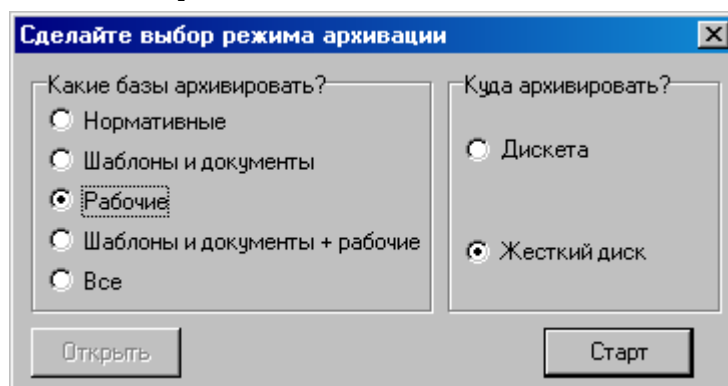 Сделайте выбор режима архивации
Какие базы архивировать?
Нормативные
Шаблоны и документы
Рабочие
Шаблоны и документы + рабочие
Все
Куда архивировать?
Дискета
Жесткий диск
Открыть
Старт